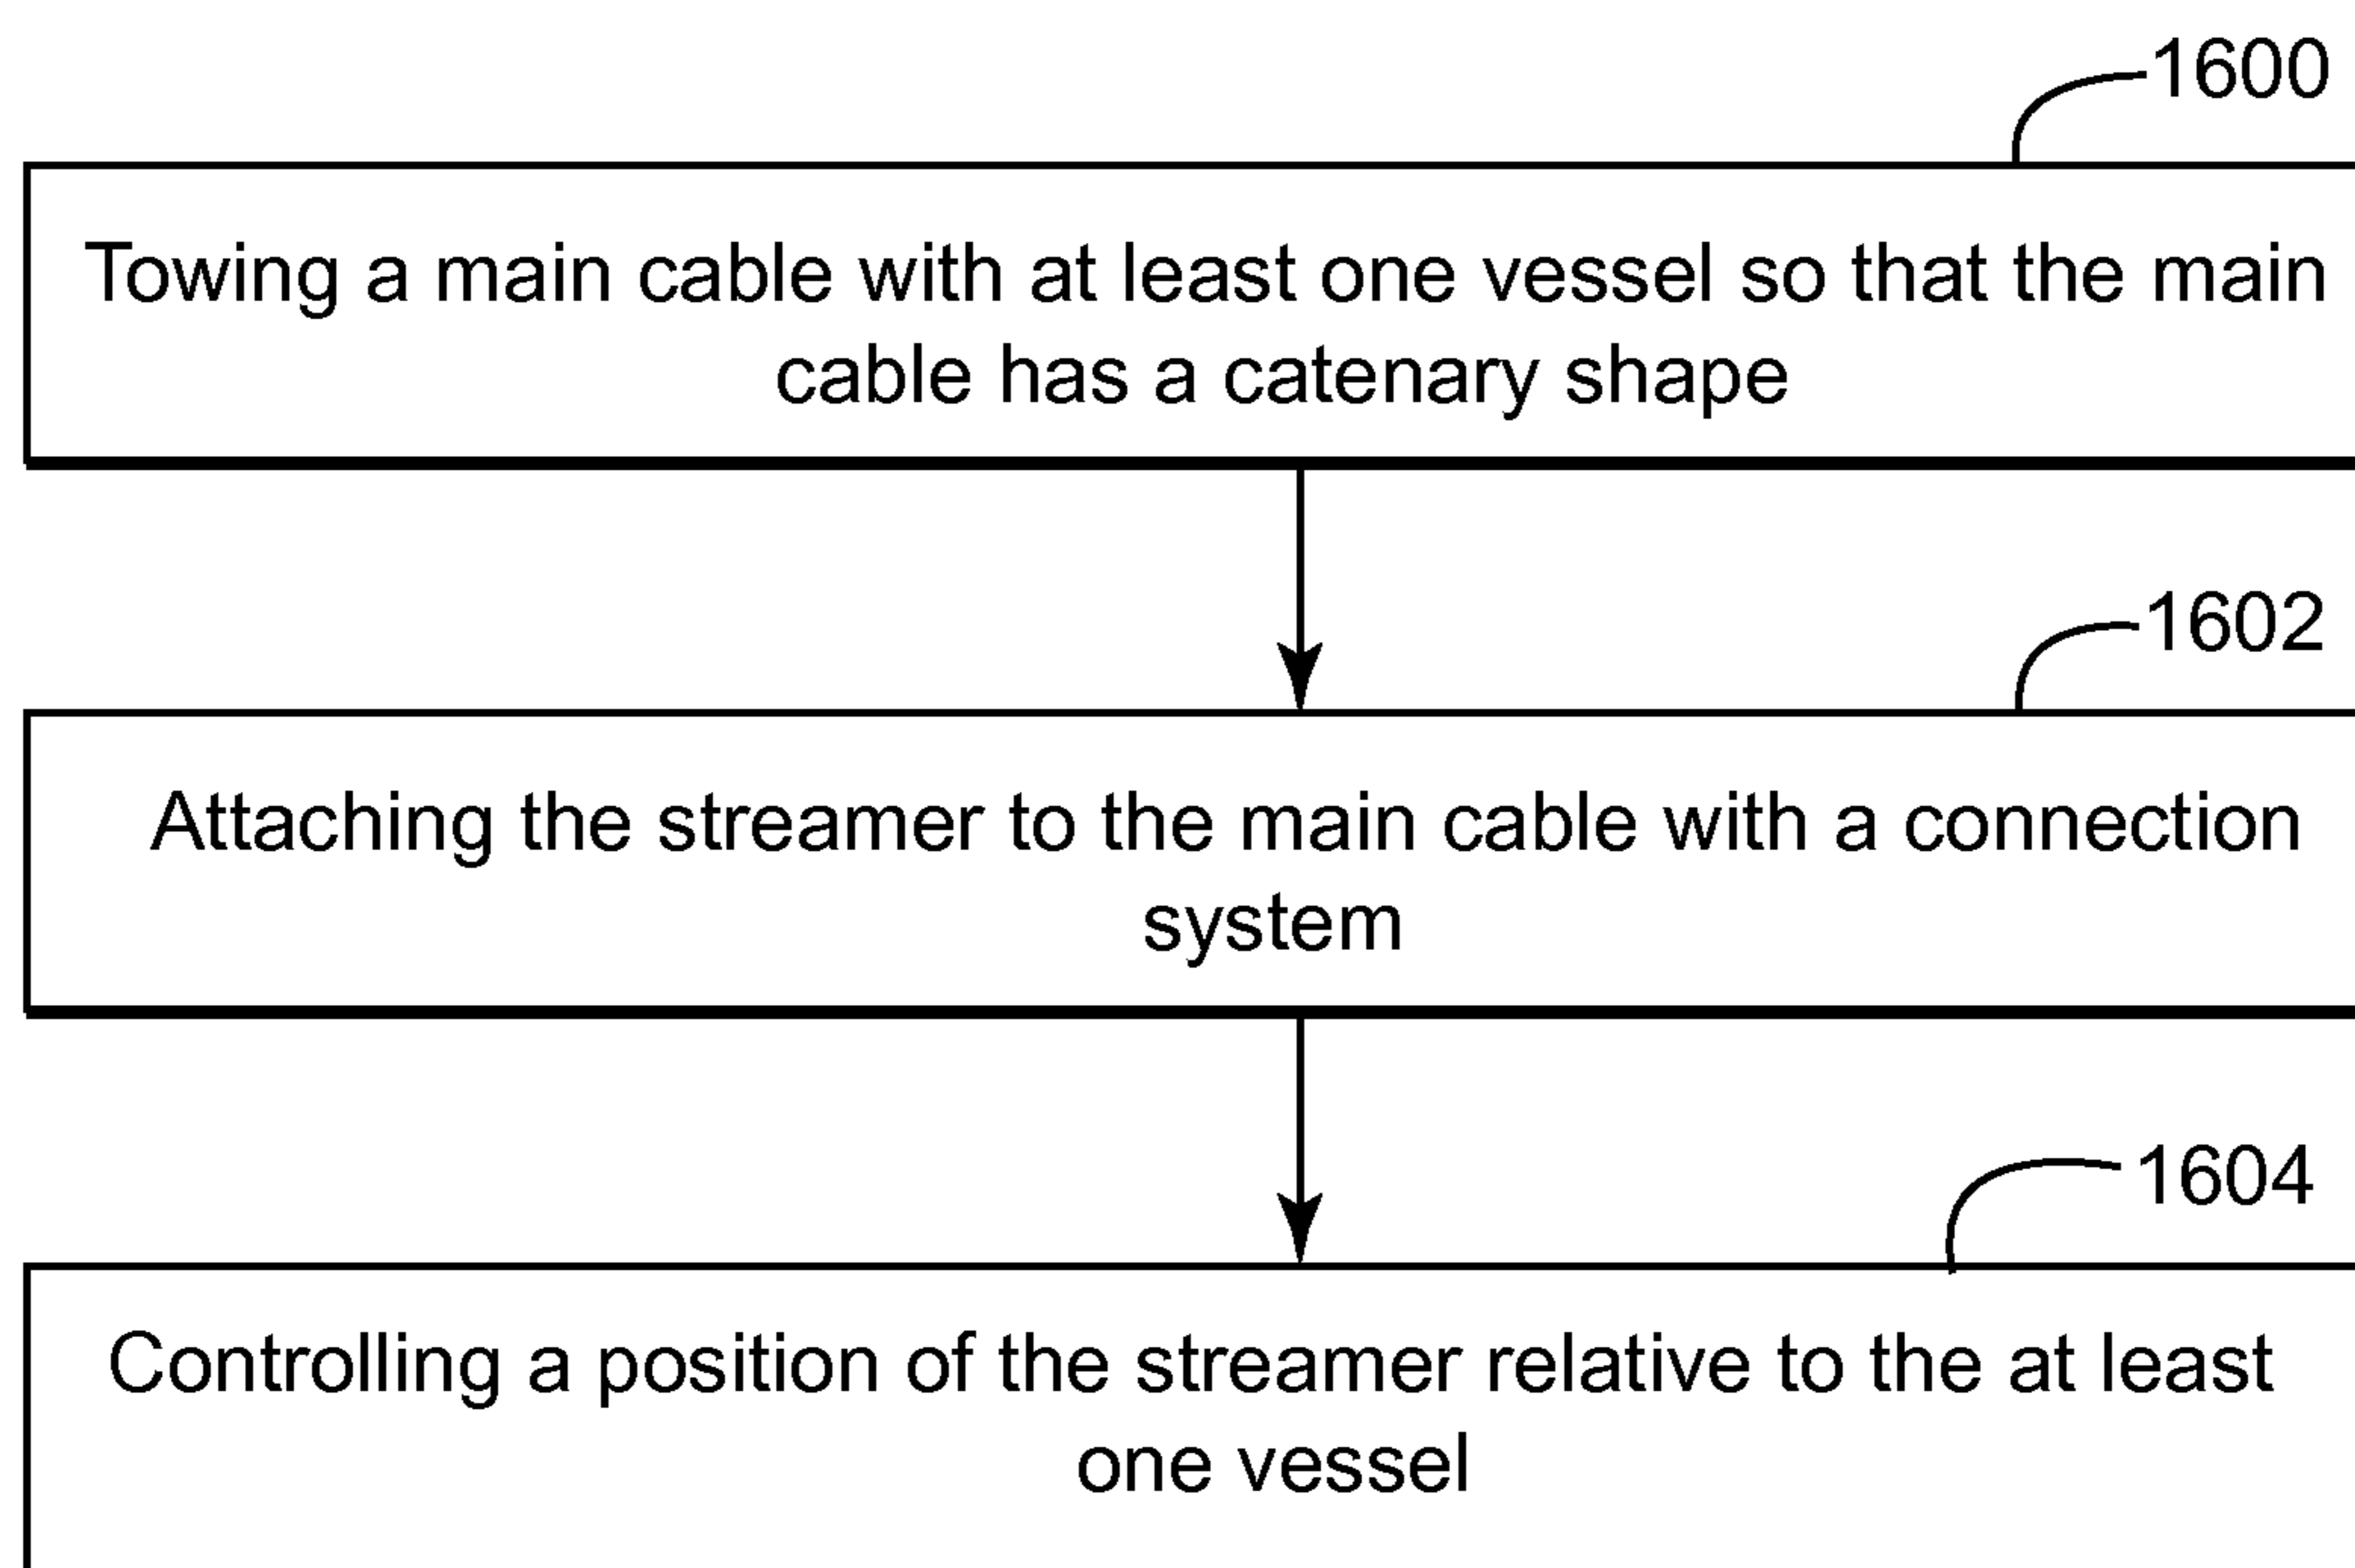 1600
Towing a main cable with at least one vessel so that the main
cable has a catenary shape
1602
Attaching the streamer to the main cable with a connection
system
1604
Controlling a position of the streamer relative to the at least
one vessel